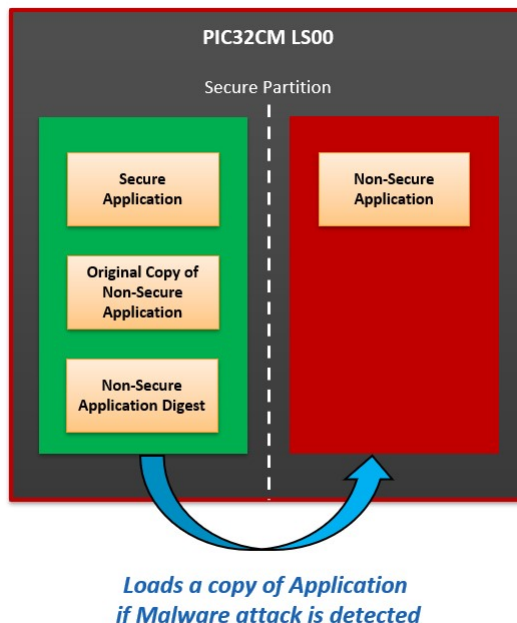 PIC32CM LS00
Secure Partition
Secure
Application
Original Copy of
Non-Secure
Application
Non-Secure
Application Digest
Non-Secure
Application
Loads a copy of Application
if Malware attack is detected